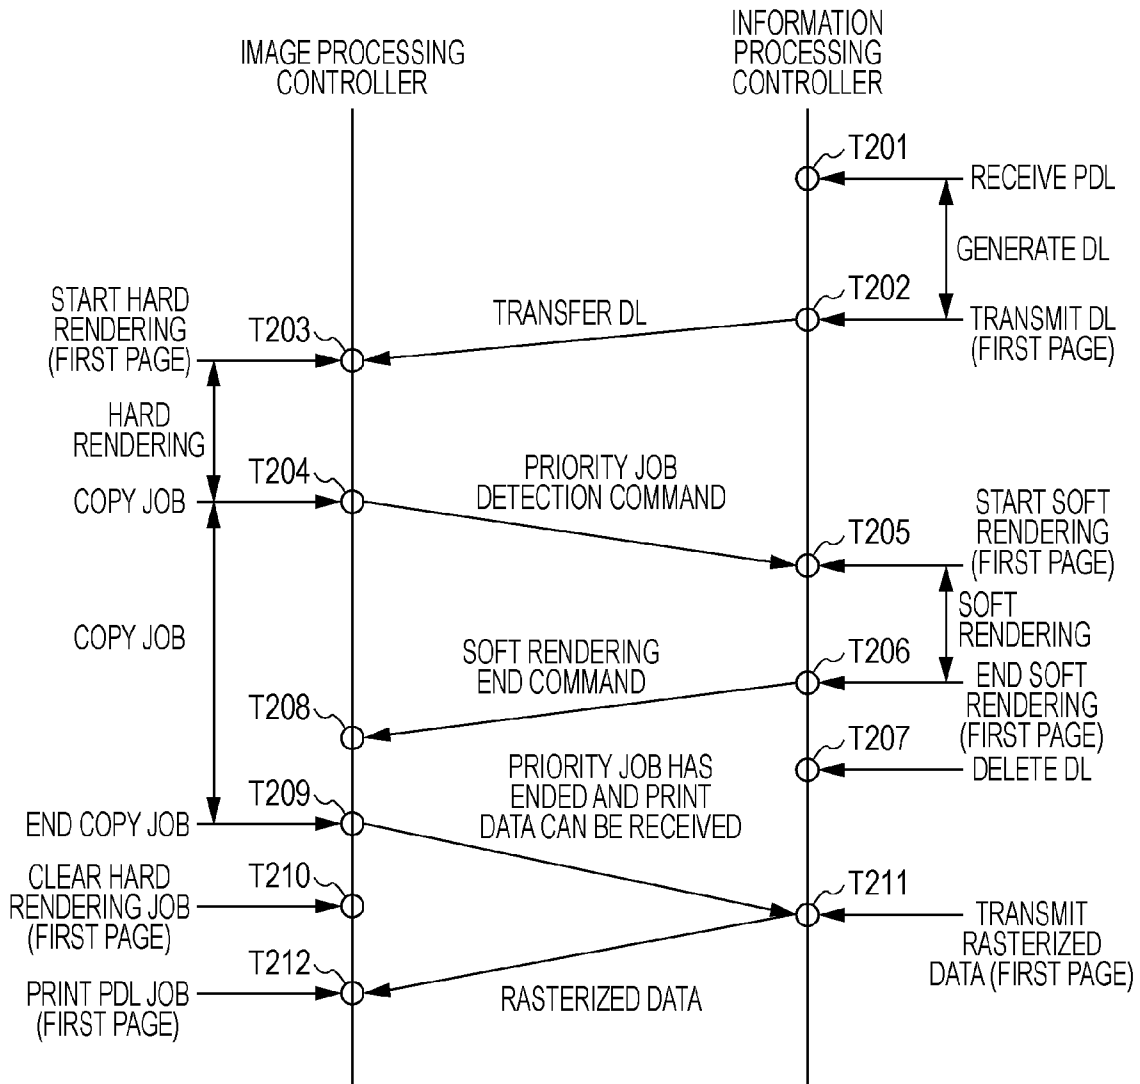 IMAGE PROCESSING
CONTROLLER
INFORMATION
PROCESSING
CONTROLLER
T201
RECEIVE PDL
GENERATE DL
T202
TRANSMIT DL
(FIRST PAGE)
TRANSFER DL
START HARD
RENDERING
(FIRST PAGE)
T203
HARD
RENDERING
T204
COPY JOB
PRIORITY JOB
DETECTION COMMAND
T205
START SOFT
RENDERING
(FIRST PAGE)
SOFT
RENDERING
COPY JOB
SOFT RENDERING
END COMMAND
T206
END SOFT
RENDERING
(FIRST PAGE)
T208
T207
DELETE DL
PRIORITY JOB HAS
ENDED AND PRINT
DATA CAN BE RECEIVED
T209
END COPY JOB
CLEAR HARD
RENDERING JOB
(FIRST PAGE)
T210
T211
TRANSMIT
RASTERIZED
DATA (FIRST PAGE)
T212
PRINT PDL JOB
(FIRST PAGE)
RASTERIZED DATA